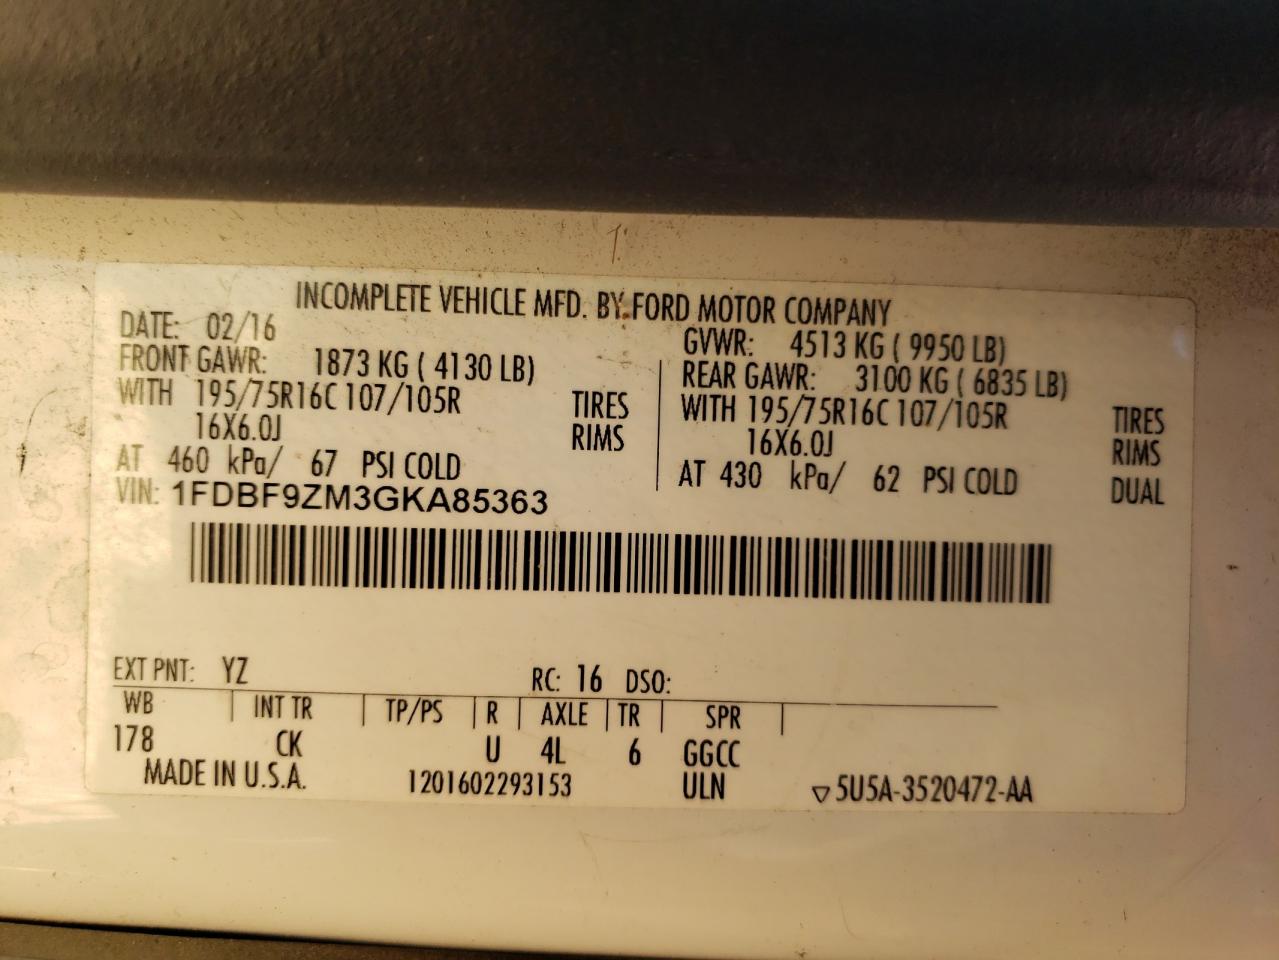 INCOMPLETE VEHICLE MFD. BY FORD MOTOR COMPANY
DATE: 02/16 GVWR: 4513 KG ( 9950 LB)
FRONT GAWR: 1873 KG ( 4130 LB) REAR GAWR: 3100 KG ( 6835 LB)
WITH 195/75R16C 107/105R TIRES WITH 195/75R16C 107/105R TIRES
16X6.0J RIMS 16X6.0J RIMS
AT 460 kPa/ 67 PSI COLD AT 430 kPa/ 62 PSI COLD DUAL
VIN: 1FDBF9ZM3GKA85363
EXT PNT: YZ RC: 16 DSO:
WB INT TR TP/PS R AXLE TR SPR
178 CK U 4L 6 GGCC
MADE IN U.S.A. 1201602293153 ULN ▽5U5A-3520472-AA